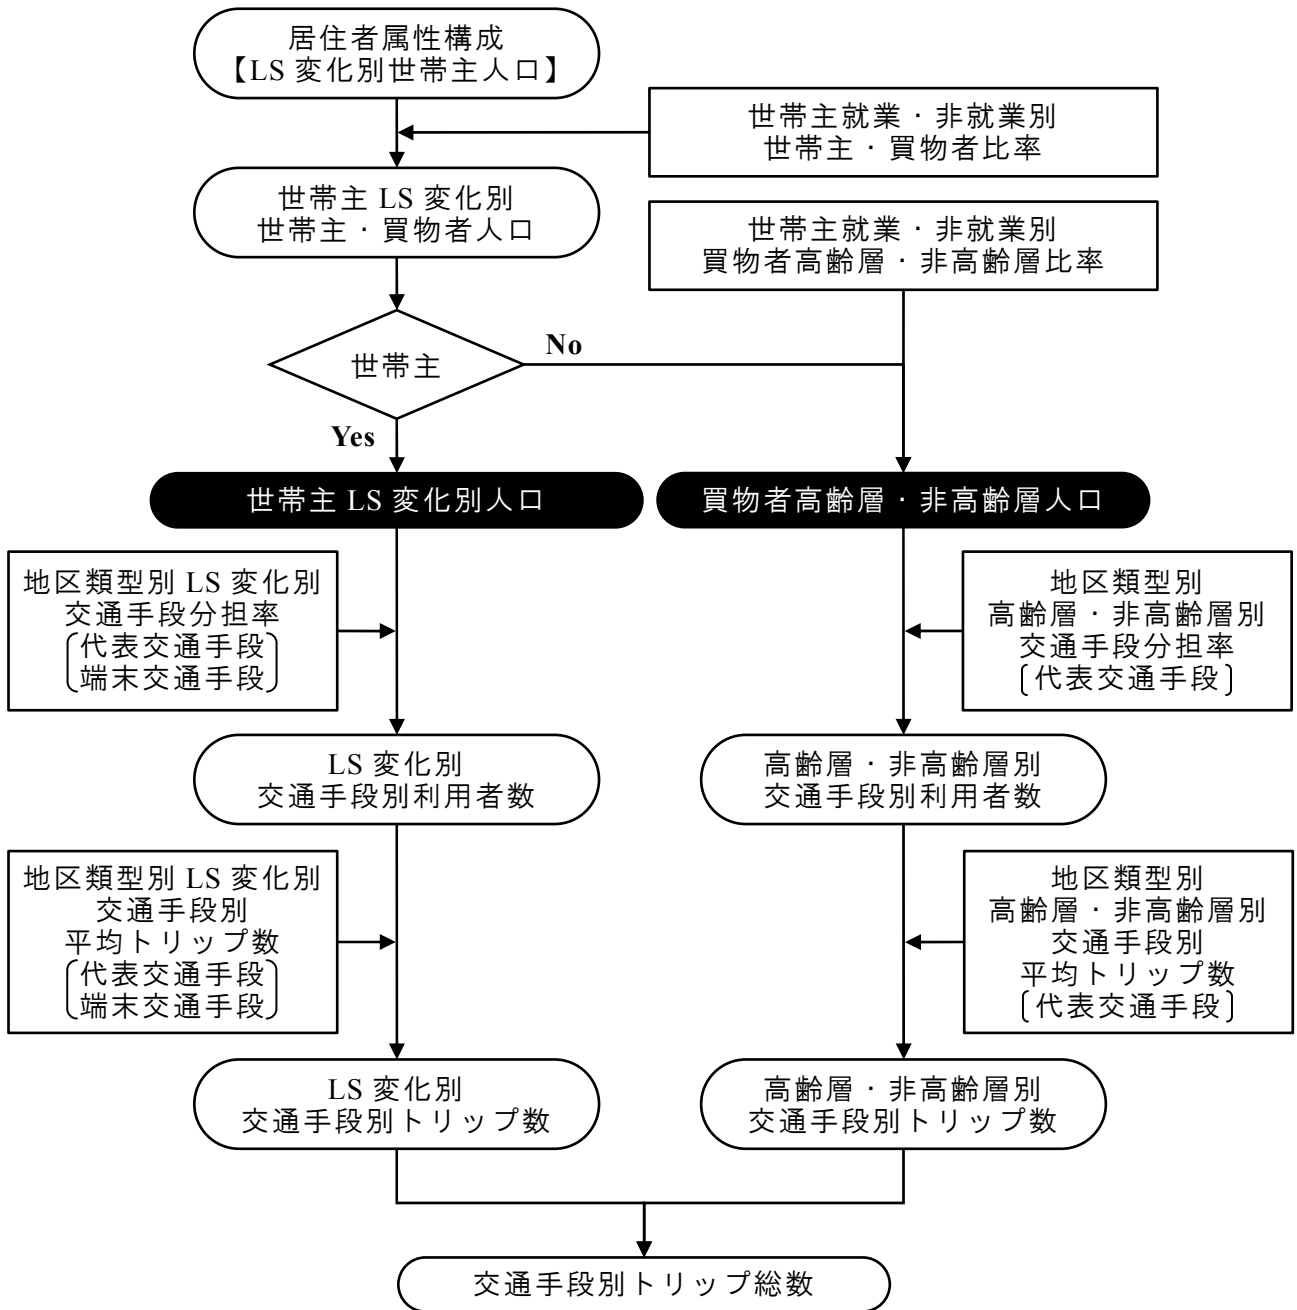 居住者属性構成
【LS 変化別世帯主人口】
世帯主就業・非就業別
世帯主・買物者比率
世帯主 LS 変化別
世帯主・買物者人口
世帯主就業・非就業別
買物者高齢層・非高齢層比率
世帯主
No
Yes
世帯主 LS 変化別人口
買物者高齢層・非高齢層人口
地区類型別 LS 変化別
交通手段分担率
代表交通手段
端末交通手段
地区類型別
高齢層・非高齢層別
交通手段分担率
〔代表交通手段〕
LS 変化別
交通手段別利用者数
高齢層・非高齢層別
交通手段別利用者数
地区類型別 LS 変化別
交通手段別
平均トリップ数
代表交通手段
端末交通手段
地区類型別
高齢層・非高齢層別
交通手段別
平均トリップ数
〔代表交通手段〕
LS 変化別
交通手段別トリップ数
高齢層・非高齢層別
交通手段別トリップ数
交通手段別トリップ総数